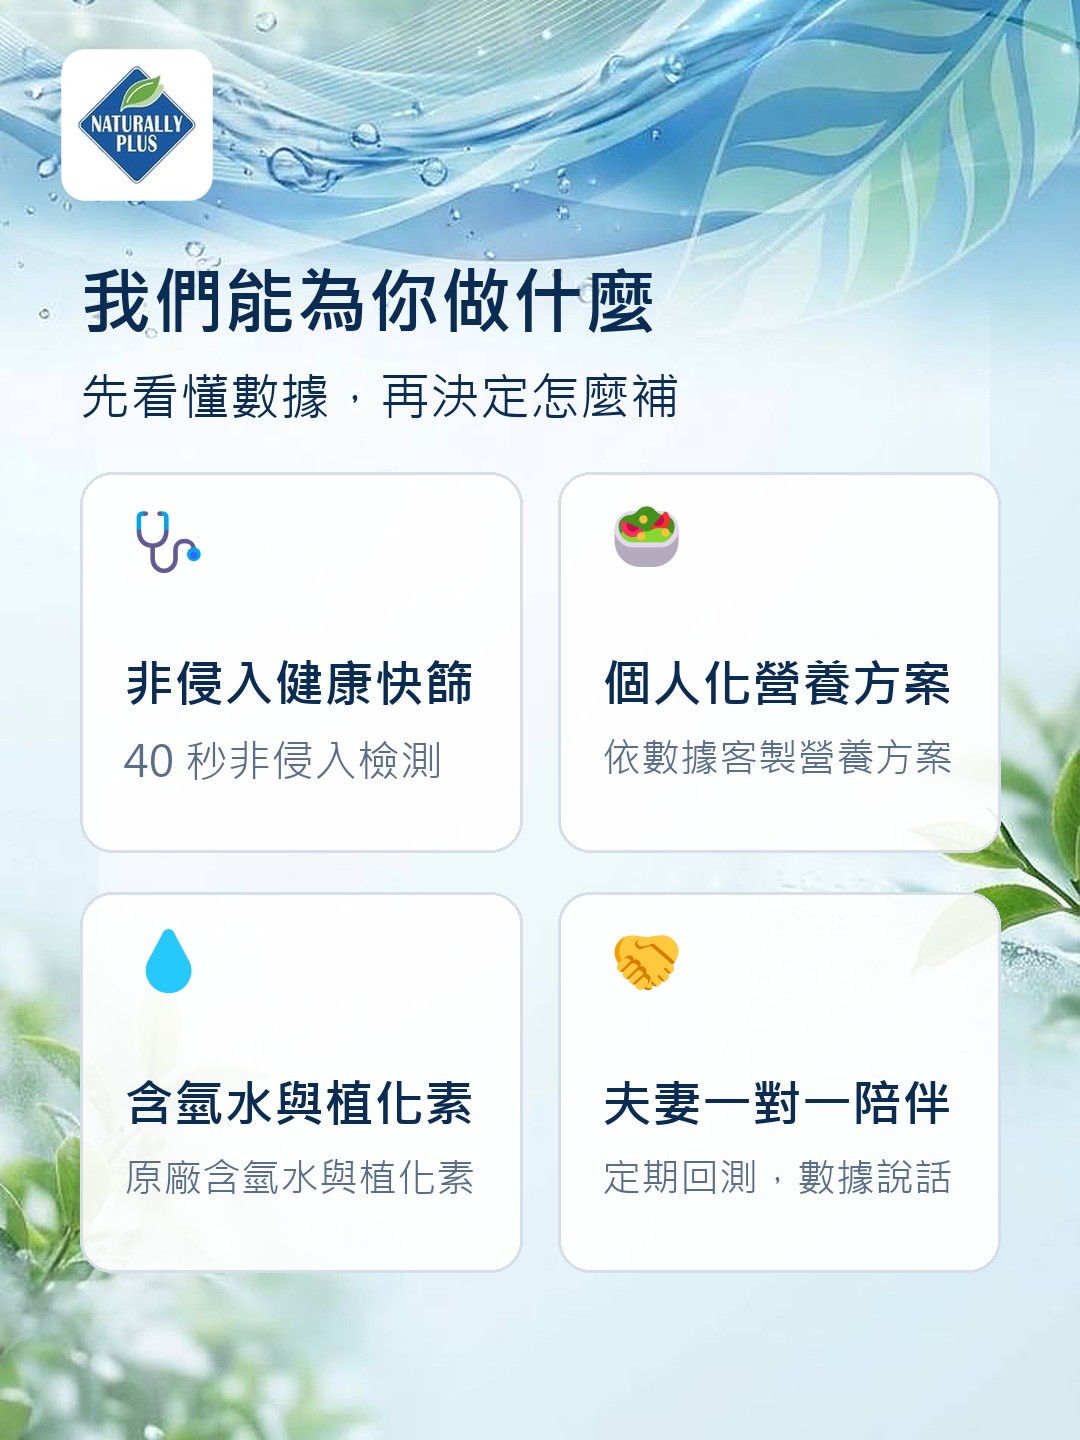 NATURALLY
PLUS
我們能為你做什麼
先看懂數據，再決定怎麼補
非侵入健康快篩
40 秒非侵入檢測
個人化營養方案
依數據客製營養方案
含氫水與植化素
原廠含氫水與植化素
夫妻一對一陪伴
定期回測，數據說話